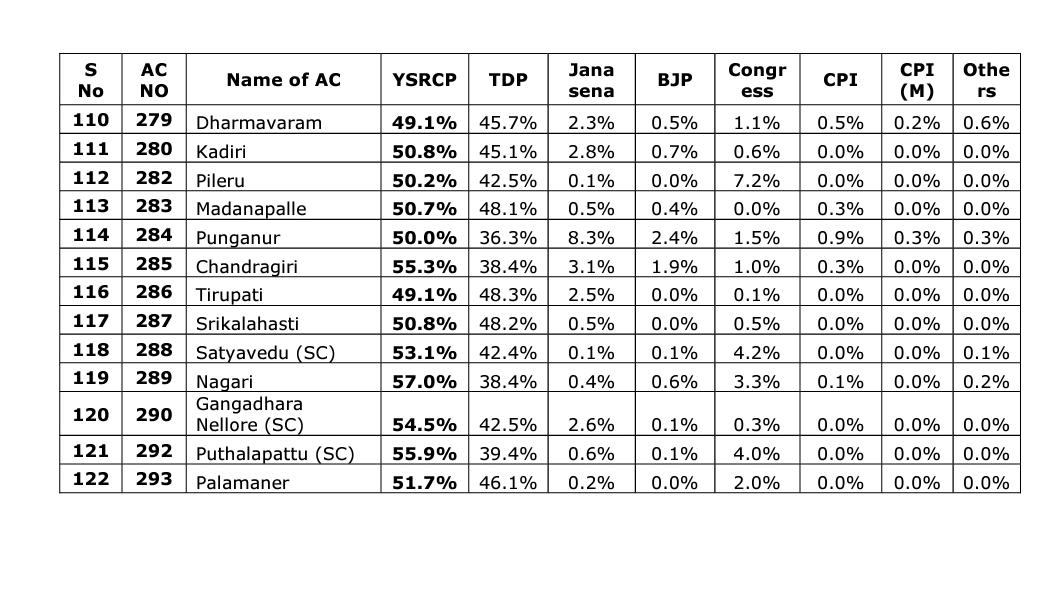 S No AC NO Name of AC YSRCP TDP Jana sena BJP Congr ess CPI CPI (M) Othe rs
110 279 Dharmavaram 49.1% 45.7% 2.3% 0.5% 1.1% 0.5% 0.2% 0.6%
111 280 Kadiri 50.8% 45.1% 2.8% 0.7% 0.6% 0.0% 0.0% 0.0%
112 282 Pileru 50.2% 42.5% 0.1% 0.0% 7.2% 0.0% 0.0% 0.0%
113 283 Madanapalle 50.7% 48.1% 0.5% 0.4% 0.0% 0.3% 0.0% 0.0%
114 284 Punganur 50.0% 36.3% 8.3% 2.4% 1.5% 0.9% 0.3% 0.3%
115 285 Chandragiri 55.3% 38.4% 3.1% 1.9% 1.0% 0.3% 0.0% 0.0%
116 286 Tirupati 49.1% 48.3% 2.5% 0.0% 0.1% 0.0% 0.0% 0.0%
117 287 Srikalahasti 50.8% 48.2% 0.5% 0.0% 0.5% 0.0% 0.0% 0.0%
118 288 Satyavedu (SC) 53.1% 42.4% 0.1% 0.1% 4.2% 0.0% 0.0% 0.1%
119 289 Nagari 57.0% 38.4% 0.4% 0.6% 3.3% 0.1% 0.0% 0.2%
120 290 Gangadhara Nellore (SC) 54.5% 42.5% 2.6% 0.1% 0.3% 0.0% 0.0% 0.0%
121 292 Puthalapattu (SC) 55.9% 39.4% 0.6% 0.1% 4.0% 0.0% 0.0% 0.0%
122 293 Palamaner 51.7% 46.1% 0.2% 0.0% 2.0% 0.0% 0.0% 0.0%